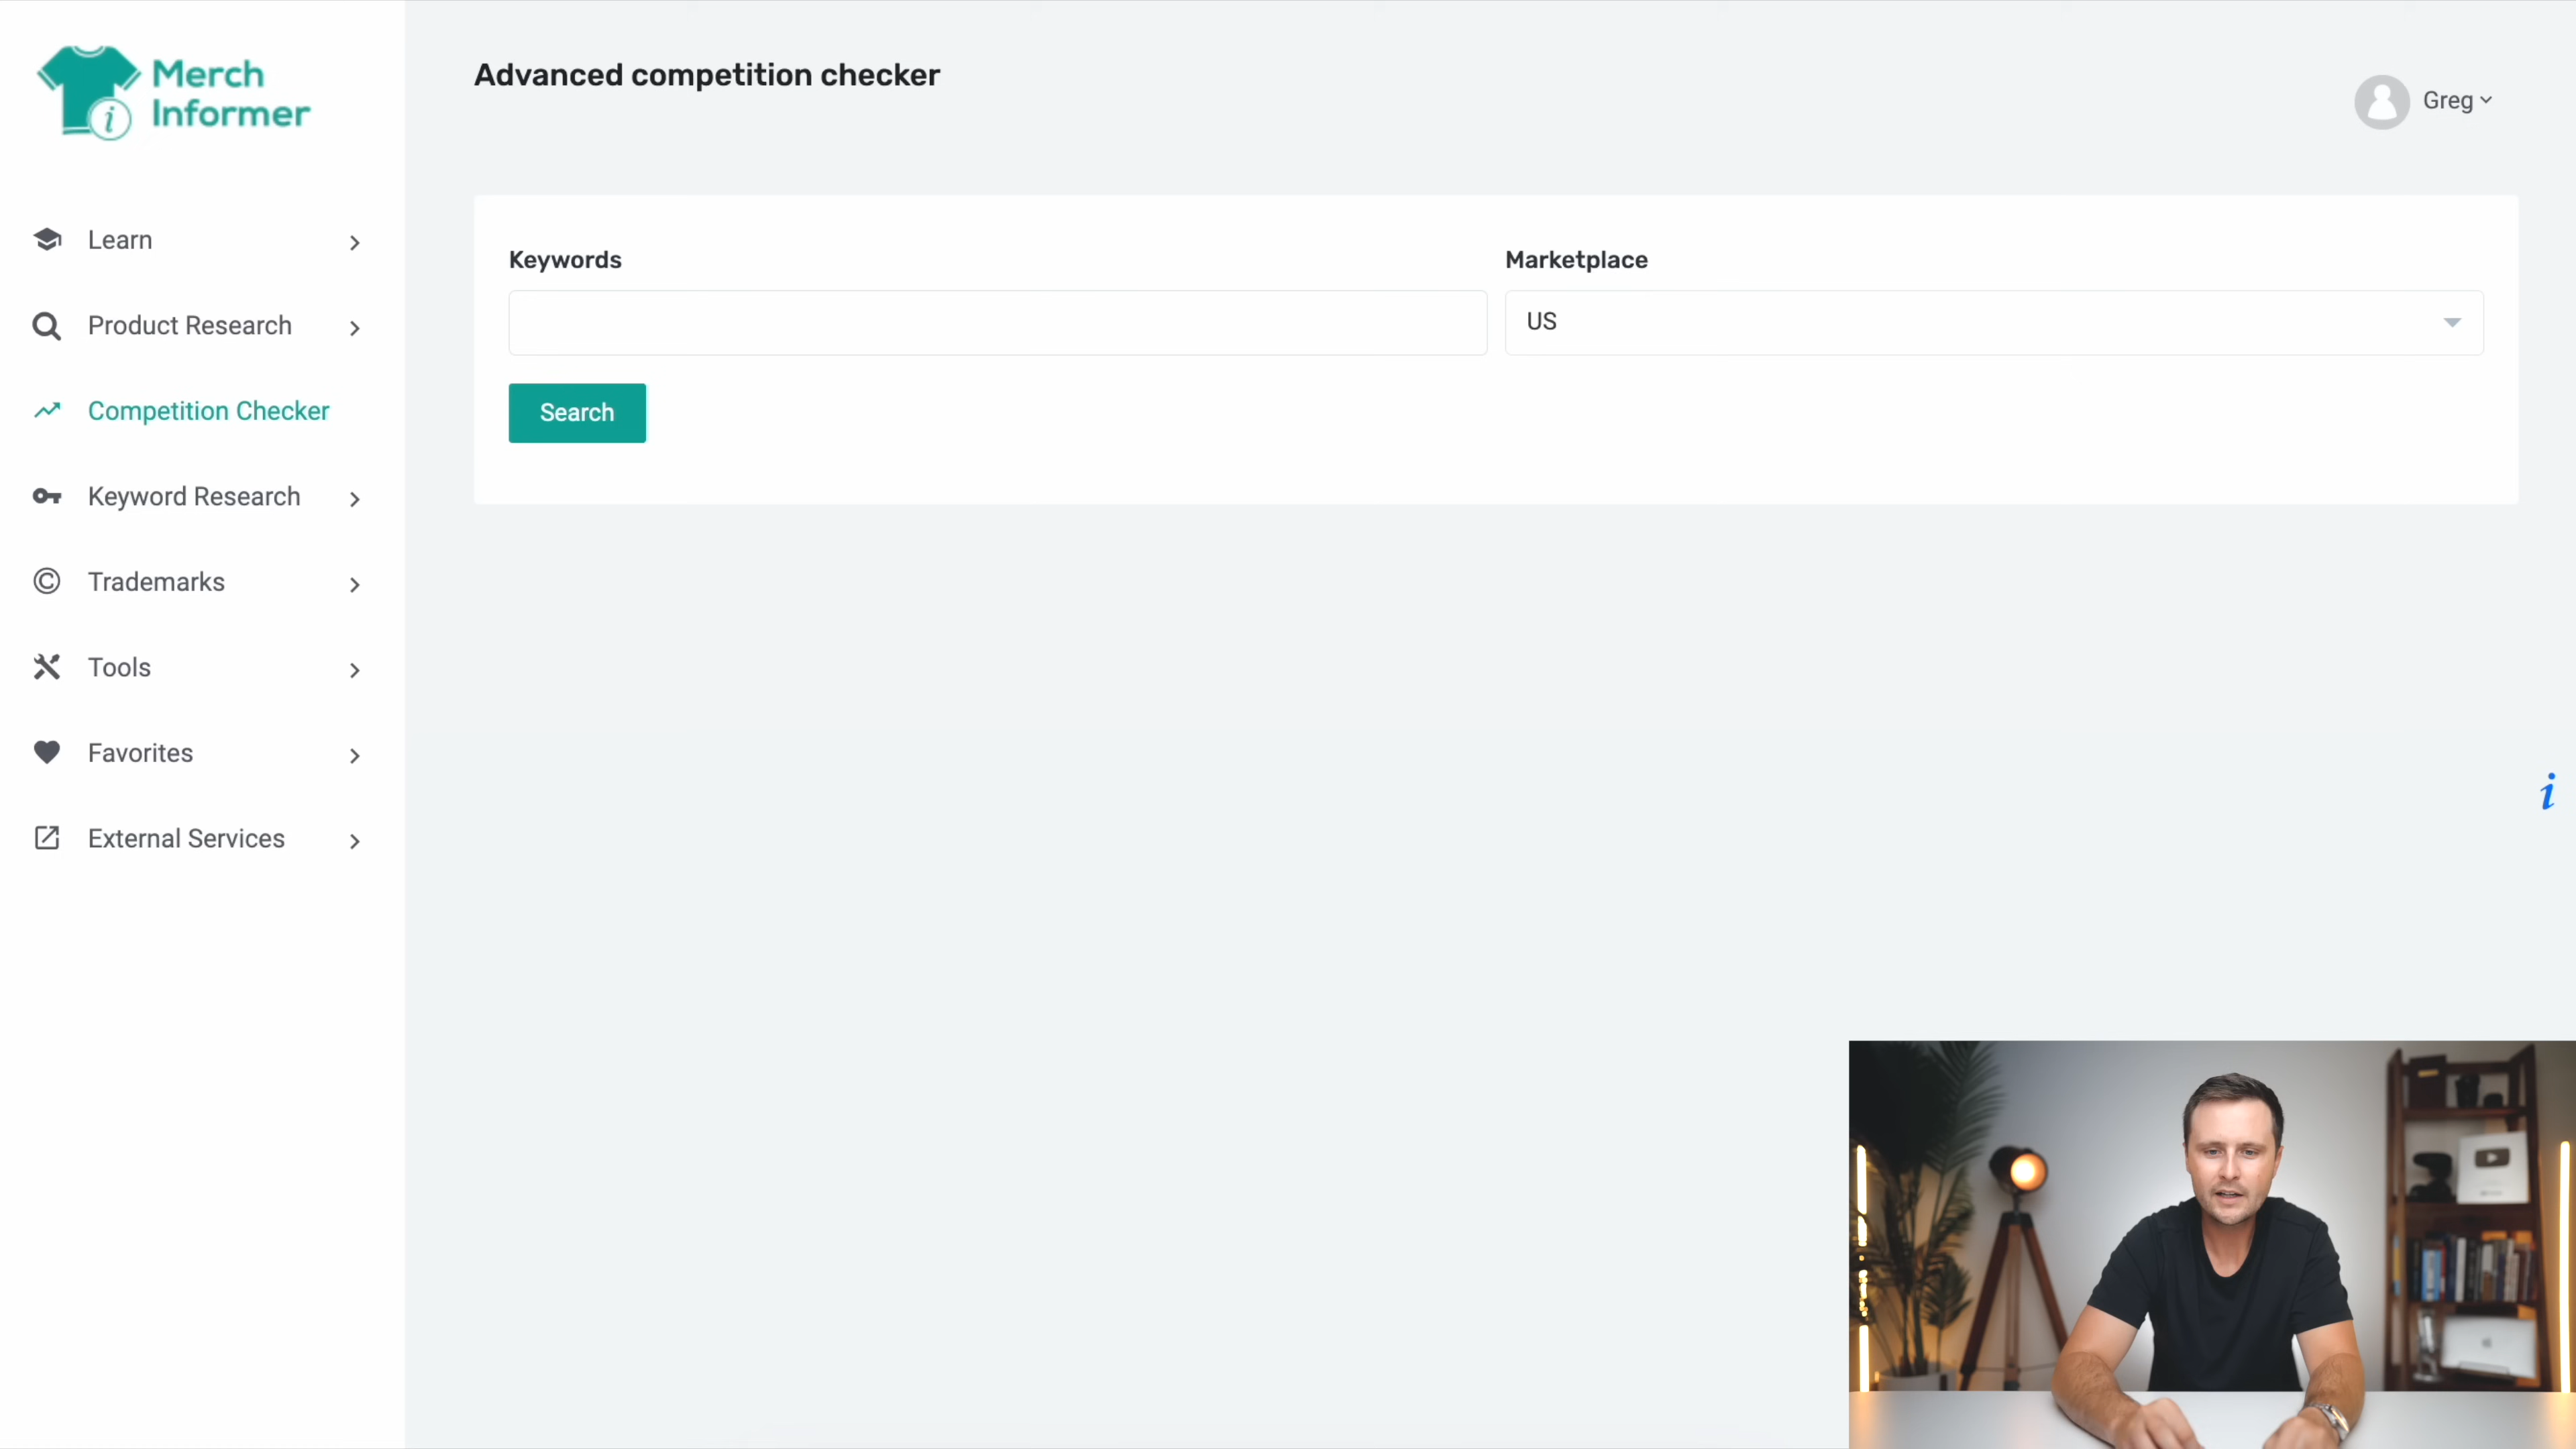 Merch
Informer
Advanced competition checker
Greg
Learn
Product Research
Competition Checker
Keyword Research
Trademarks
Tools
Favorites
External Services
Keywords
Marketplace
US
Search
i